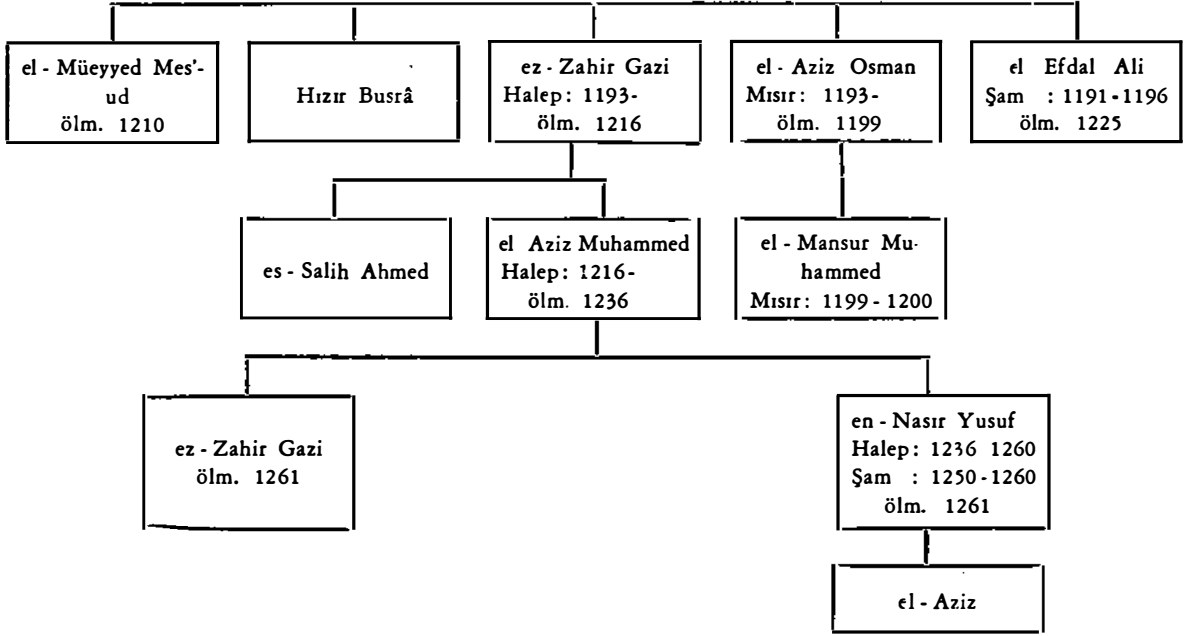 el - Müeyyed Mes'-
ud
ölm. 1210
Hızır Busrâ
ez - Zahir Gazi
Halep: 1193-
ölm. 1216
el - Aziz Osman
Mısır: 1193-
ölm. 1199
el Efdal Ali
Şam : 1191-1196
ölm. 1225
es - Salih Ahmed
el Aziz Muhammed
Halep: 1216-
ölm. 1236
el - Mansur Mu-
hammed
Mısır: 1199 - 1200
ez - Zahir Gazi
ölm. 1261
en - Nasır Yusuf
Halep: 1236 1260
Şam : 1250-1260
ölm. 1261
el - Aziz